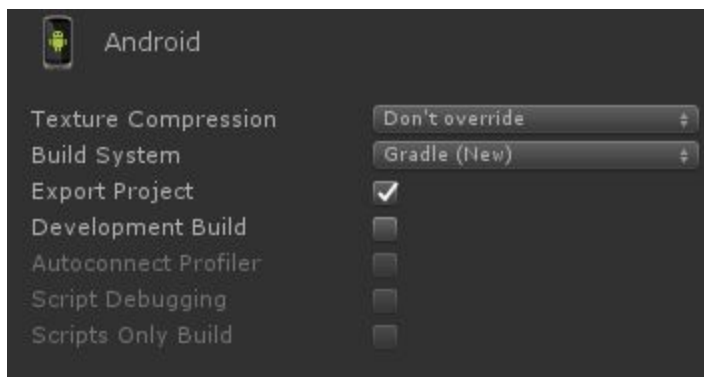 Android
Texture Compression Don't override
Build System Gradle (New)
Export Project
Development Build
Autoconnect Profiler
Script Debugging
Scripts Only Build